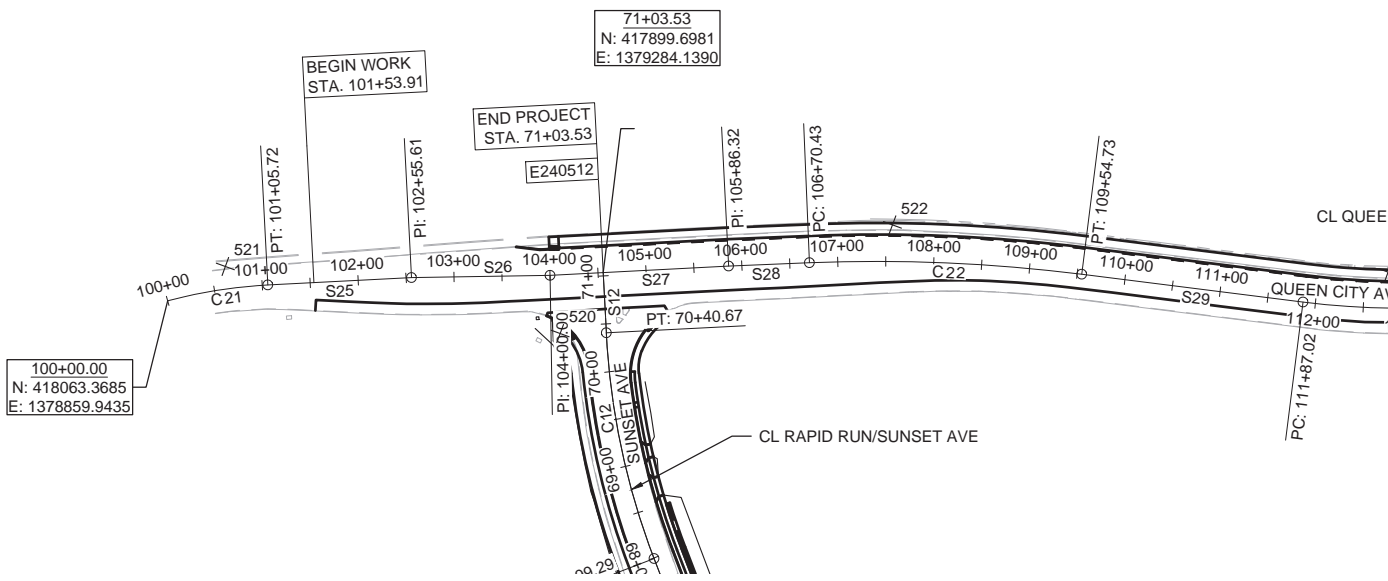 71+03.53
N: 417899.6981
E: 1379284.1390
BEGIN WORK
STA. 101+53.91
END PROJECT
STA. 71+03.53
E240512
PT: 101+05.72
PI: 102+55.61
PI: 105+86.32
PC: 106+70.43
PT: 109+54.73
CL QUEE
521
522
100+00
101+00
102+00
103+00
104+00
105+00
106+00
107+00
108+00
109+00
110+00
111+00
112+00
C21
S25
S26
S27
S28
C22
S29
QUEEN CITY AV
71+00
S12
520
PT: 70+40.67
PI: 104+00.00
70+00
C12
SUNSET AVE
69+00
CL RAPID RUN/SUNSET AVE
PC: 111+87.02
100+00.00
N: 418063.3685
E: 1378859.9435
09.29